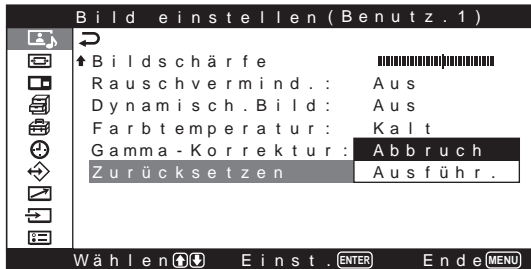 Bild einstellen(Benutz.1)
Bildschärfe
Rauschvermind.: Aus
Dynamisch.Bild: Aus
Farbtemperatur: Kalt
Gamma-Korrektur: Abbruch
Zurücksetzen Ausführ.
Wählen Einst. ENTER Ende MENU